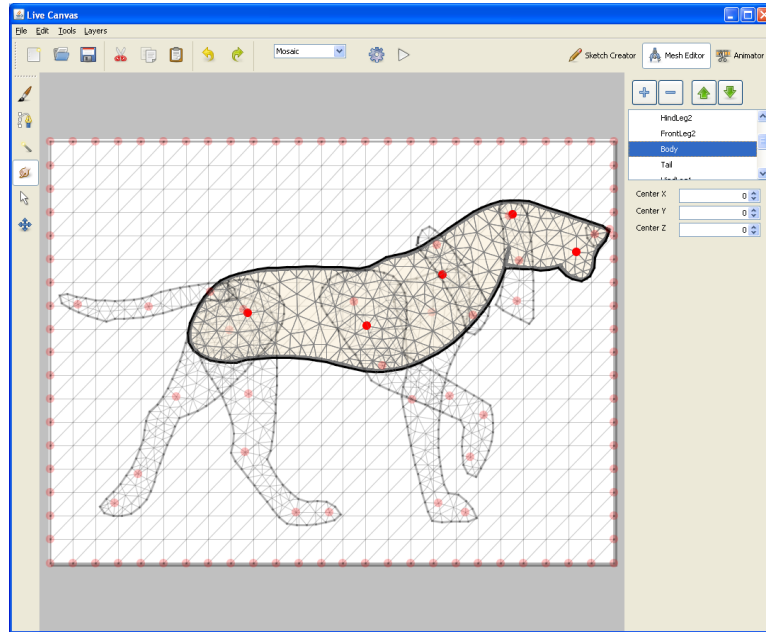 Live Canvas
File Edit Tools Layers
Mosaic
Sketch Creator
Mesh Editor
Animator
HindLeg2
FrontLeg2
Body
Tail
HindLeg1
Center X 0
Center Y 0
Center Z 0